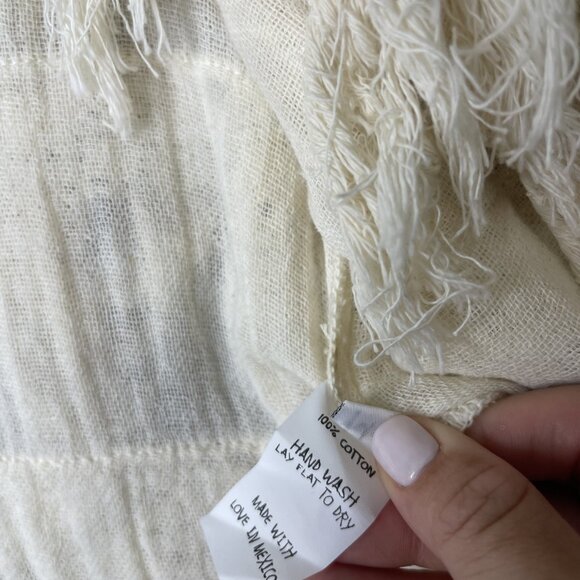 100% COTTON
HAND WASH
LAY FLAT TO DRY
MADE WITH
LOVE IN MEXICO